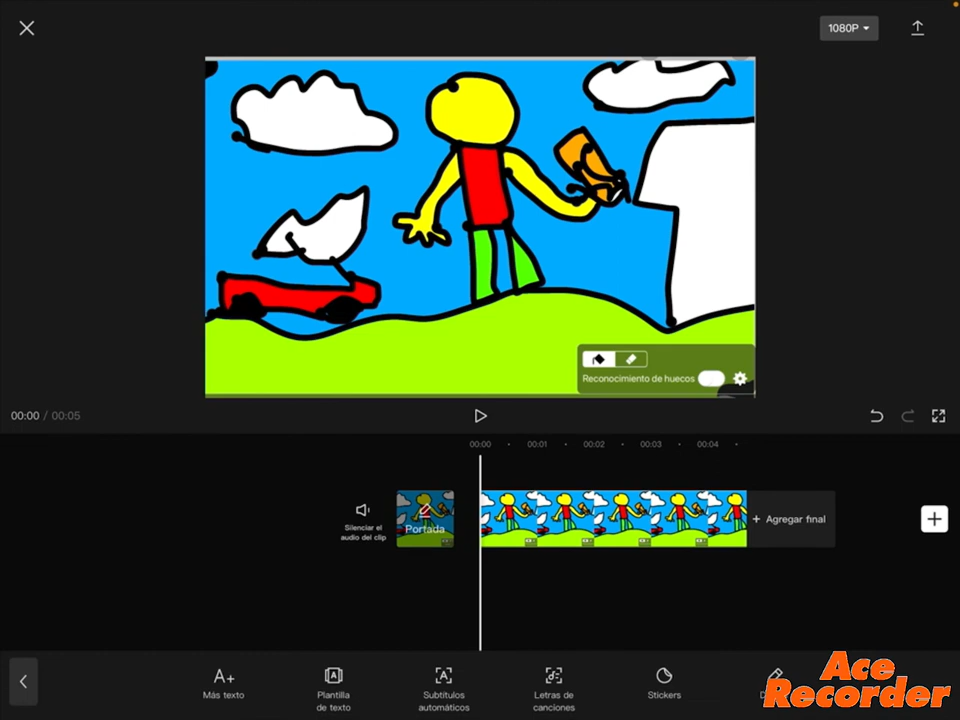 1080P
Reconocimiento de huecos
00:00 / 00:05
00:00
00:01
00:02
00:03
00:04
Silenciar el
audio del clip
Portada
+ Agregar final
A+
Más texto
Plantilla
de texto
Subtítulos
automáticos
Letras de
canciones
Stickers
Ace
Recorder